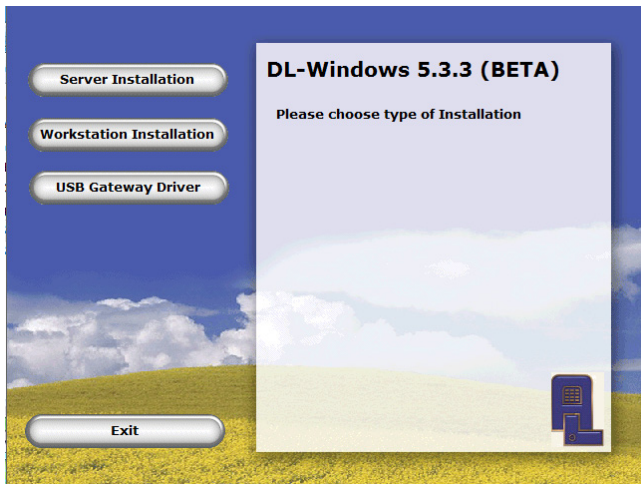 Server Installation
Workstation Installation
USB Gateway Driver
Exit
DL-Windows 5.3.3 (BETA)
Please choose type of Installation